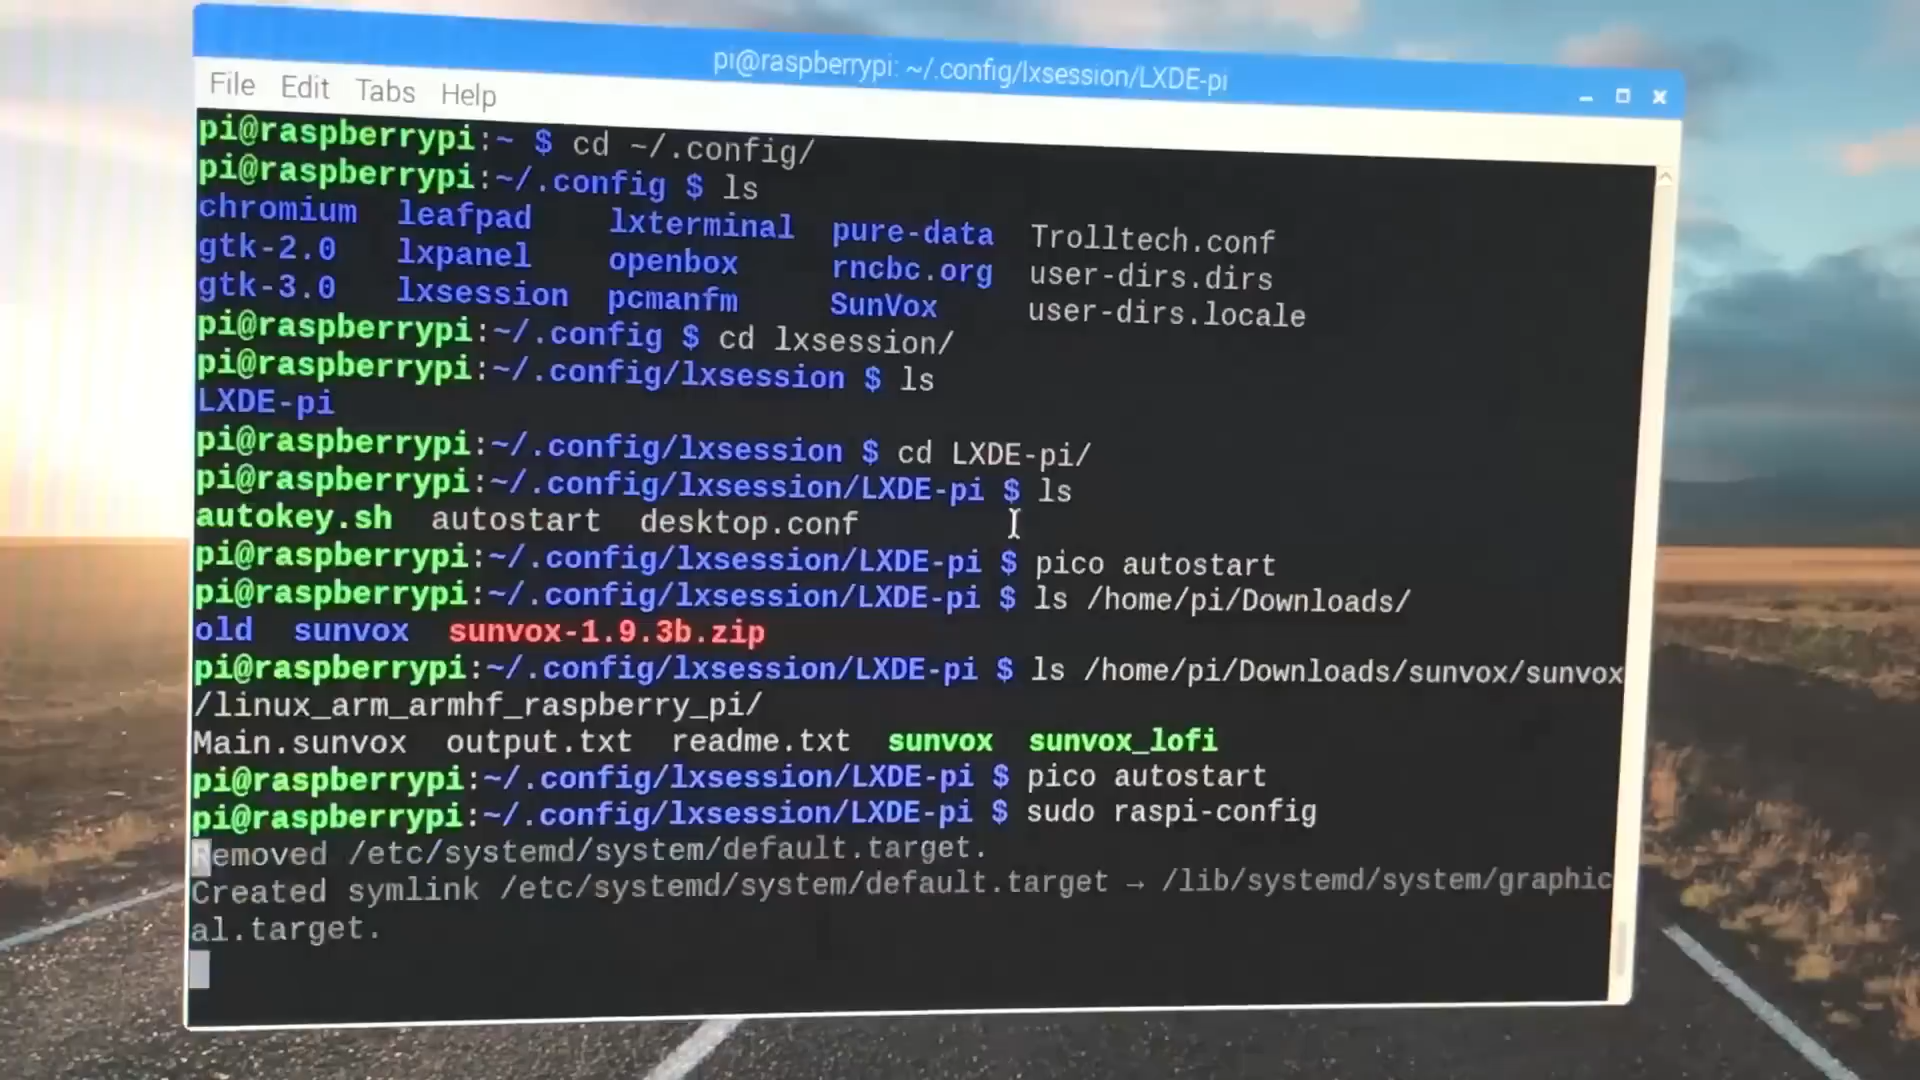 pi@raspberrypi: ~/.config/lxsession/LXDE-pi
File Edit Tabs Help
pi@raspberrypi:~ $ cd ~/.config/
pi@raspberrypi:~/.config $ ls
chromium leafpad lxterminal pure-data Trolltech.conf
gtk-2.0 lxpanel openbox rncbc.org user-dirs.dirs
gtk-3.0 lxsession pcmanfm SunVox user-dirs.locale
pi@raspberrypi:~/.config $ cd lxsession/
pi@raspberrypi:~/.config/lxsession $ ls
LXDE-pi
pi@raspberrypi:~/.config/lxsession $ cd LXDE-pi/
pi@raspberrypi:~/.config/lxsession/LXDE-pi $ ls
autokey.sh autostart desktop.conf
pi@raspberrypi:~/.config/lxsession/LXDE-pi $ pico autostart
pi@raspberrypi:~/.config/lxsession/LXDE-pi $ ls /home/pi/Downloads/
old sunvox sunvox-1.9.3b.zip
pi@raspberrypi:~/.config/lxsession/LXDE-pi $ ls /home/pi/Downloads/sunvox/sunvox
/linux_arm_armhf_raspberry_pi/
Main.sunvox output.txt readme.txt sunvox sunvox_lofi
pi@raspberrypi:~/.config/lxsession/LXDE-pi $ pico autostart
pi@raspberrypi:~/.config/lxsession/LXDE-pi $ sudo raspi-config
Removed /etc/systemd/system/default.target.
Created symlink /etc/systemd/system/default.target → /lib/systemd/system/graphic
al.target.